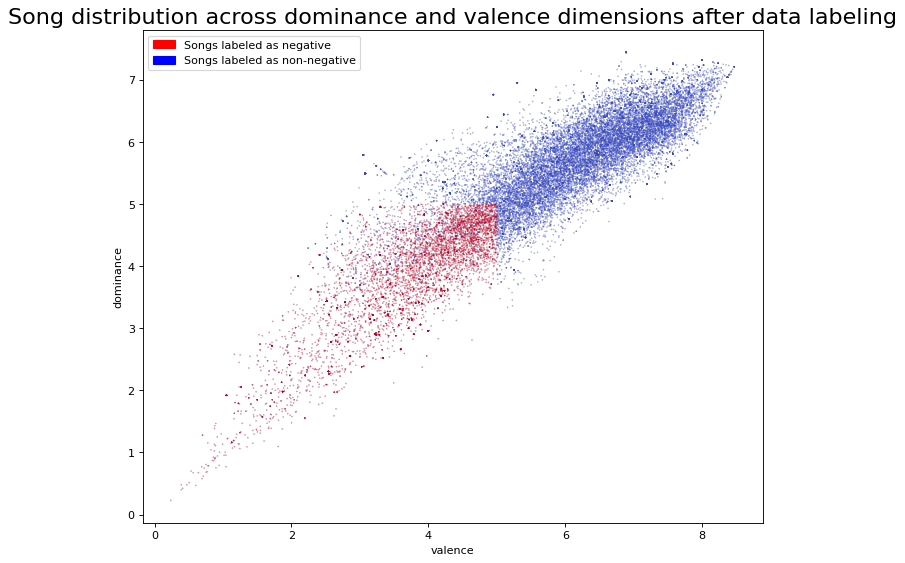 Song distribution across dominance and valence dimensions after data labeling
Songs labeled as negative
Songs labeled as non-negative
7
6
5
4
3
2
1
0
dominance
0 2 4 6 8
valence